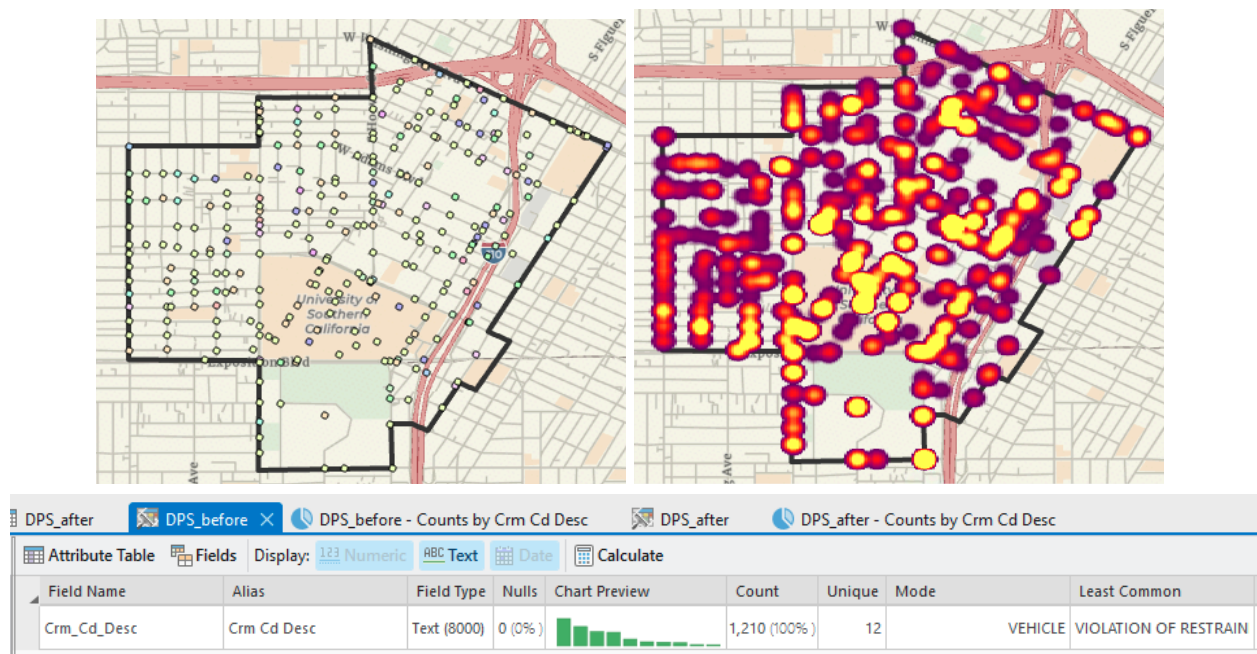 S Figuer
W Adams Blvd
10
University of
Southern
California
Exposition Blvd
Ave
S Figuer
Ave
DPS_after
DPS_before
DPS_before - Counts by Crm Cd Desc
DPS_after
DPS_after - Counts by Crm Cd Desc
Attribute Table Fields Display: 123 Numeric ABC Text Date Calculate
Field Name Alias Field Type Nulls Chart Preview Count Unique Mode Least Common
Crm_Cd_Desc Crm Cd Desc Text (8000) 0 (0%) 1,210 (100%) 12 VEHICLE VIOLATION OF RESTRAIN